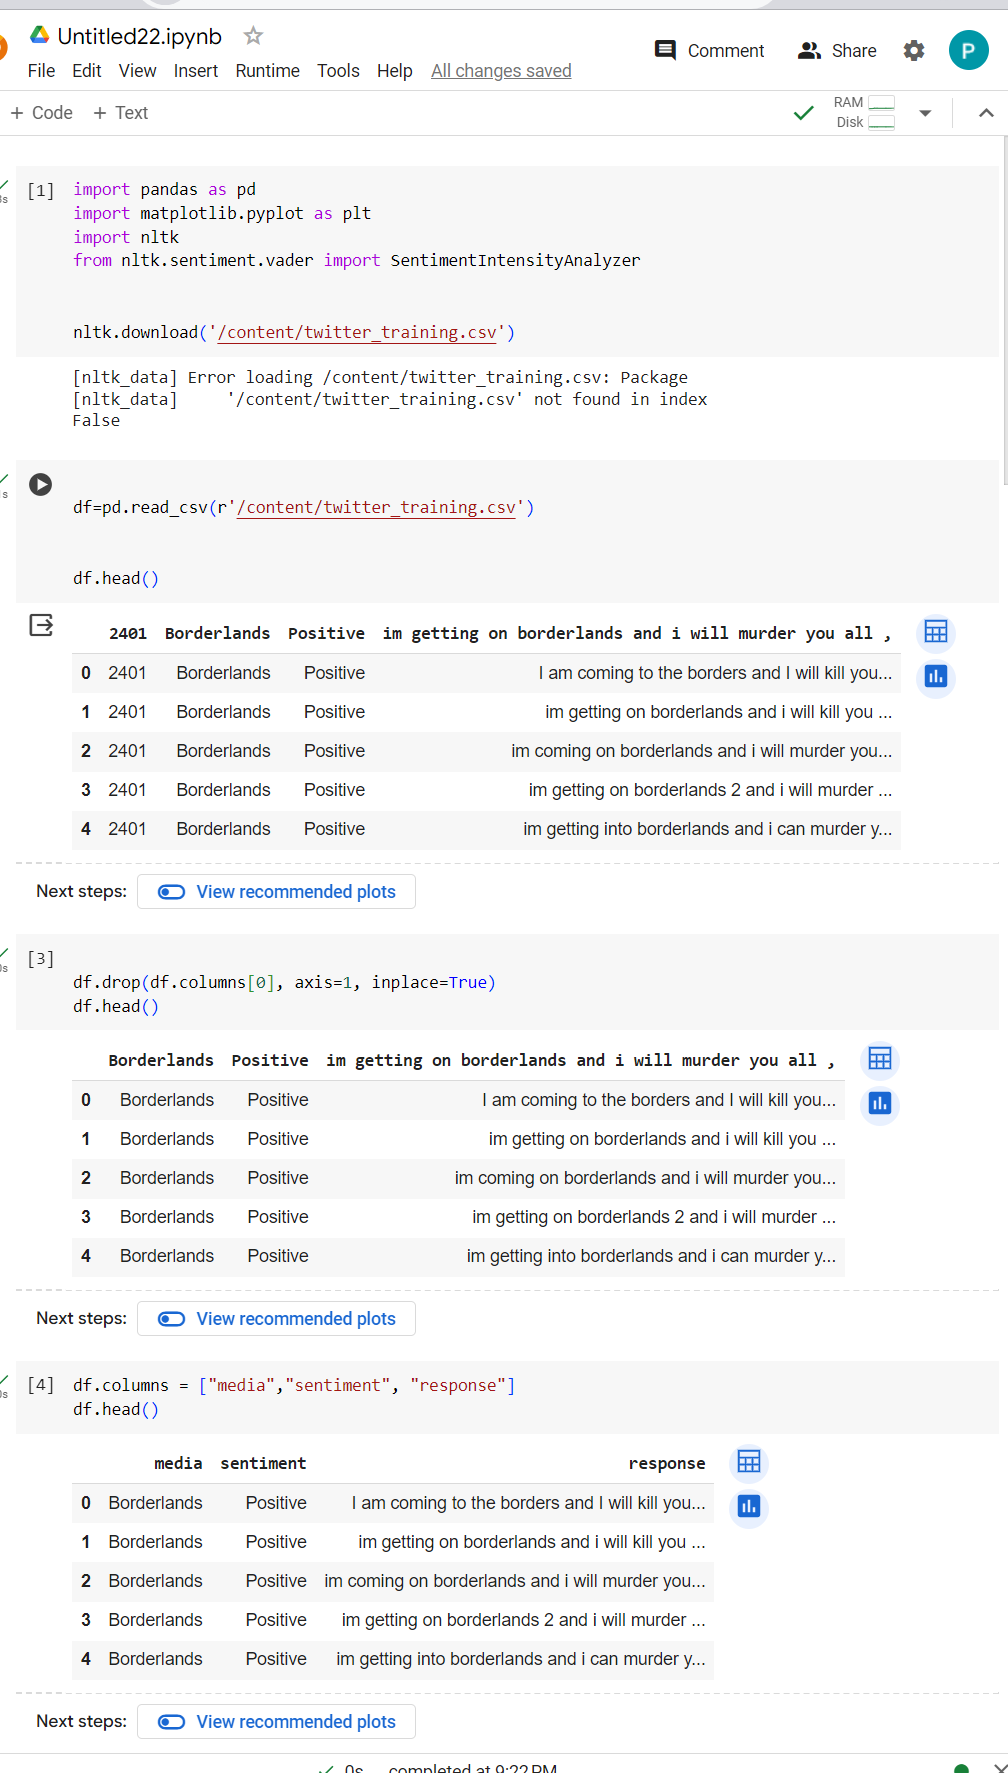 Untitled22.ipynb
Comment Share P
File Edit View Insert Runtime Tools Help All changes saved
+ Code + Text
RAM
Disk
[1] import pandas as pd
import matplotlib.pyplot as plt
import nltk
from nltk.sentiment.vader import SentimentIntensityAnalyzer
nltk.download('/content/twitter_training.csv')
[nltk_data] Error loading /content/twitter_training.csv: Package
[nltk_data]     '/content/twitter_training.csv' not found in index
False
df=pd.read_csv(r'/content/twitter_training.csv')
df.head()
2401 Borderlands Positive im getting on borderlands and i will murder you all ,
0 2401 Borderlands Positive I am coming to the borders and I will kill you...
1 2401 Borderlands Positive im getting on borderlands and i will kill you ...
2 2401 Borderlands Positive im coming on borderlands and i will murder you...
3 2401 Borderlands Positive im getting on borderlands 2 and i will murder ...
4 2401 Borderlands Positive im getting into borderlands and i can murder y...
Next steps: View recommended plots
[3]
df.drop(df.columns[0], axis=1, inplace=True)
df.head()
Borderlands Positive im getting on borderlands and i will murder you all ,
0 Borderlands Positive I am coming to the borders and I will kill you...
1 Borderlands Positive im getting on borderlands and i will kill you ...
2 Borderlands Positive im coming on borderlands and i will murder you...
3 Borderlands Positive im getting on borderlands 2 and i will murder ...
4 Borderlands Positive im getting into borderlands and i can murder y...
Next steps: View recommended plots
[4] df.columns = ["media","sentiment", "response"]
df.head()
media sentiment response
0 Borderlands Positive I am coming to the borders and I will kill you...
1 Borderlands Positive im getting on borderlands and i will kill you ...
2 Borderlands Positive im coming on borderlands and i will murder you...
3 Borderlands Positive im getting on borderlands 2 and i will murder ...
4 Borderlands Positive im getting into borderlands and i can murder y...
Next steps: View recommended plots
0s completed at 9:22 PM